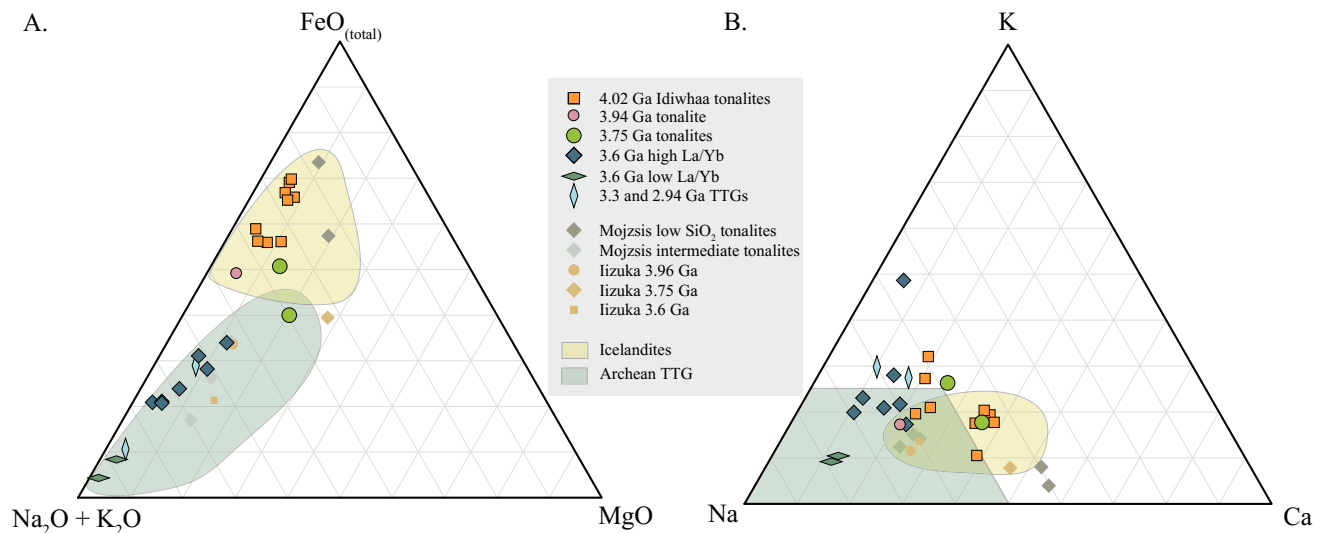 A.
FeO(total)
Na2O + K2O
MgO
4.02 Ga Idiwhaa tonalites
3.94 Ga tonalite
3.75 Ga tonalites
3.6 Ga high La/Yb
3.6 Ga low La/Yb
3.3 and 2.94 Ga TTGs
Mojzsis low SiO2 tonalites
Mojzsis intermediate tonalites
Iizuka 3.96 Ga
Iizuka 3.75 Ga
Iizuka 3.6 Ga
Icelandites
Archean TTG
B.
K
Na
Ca